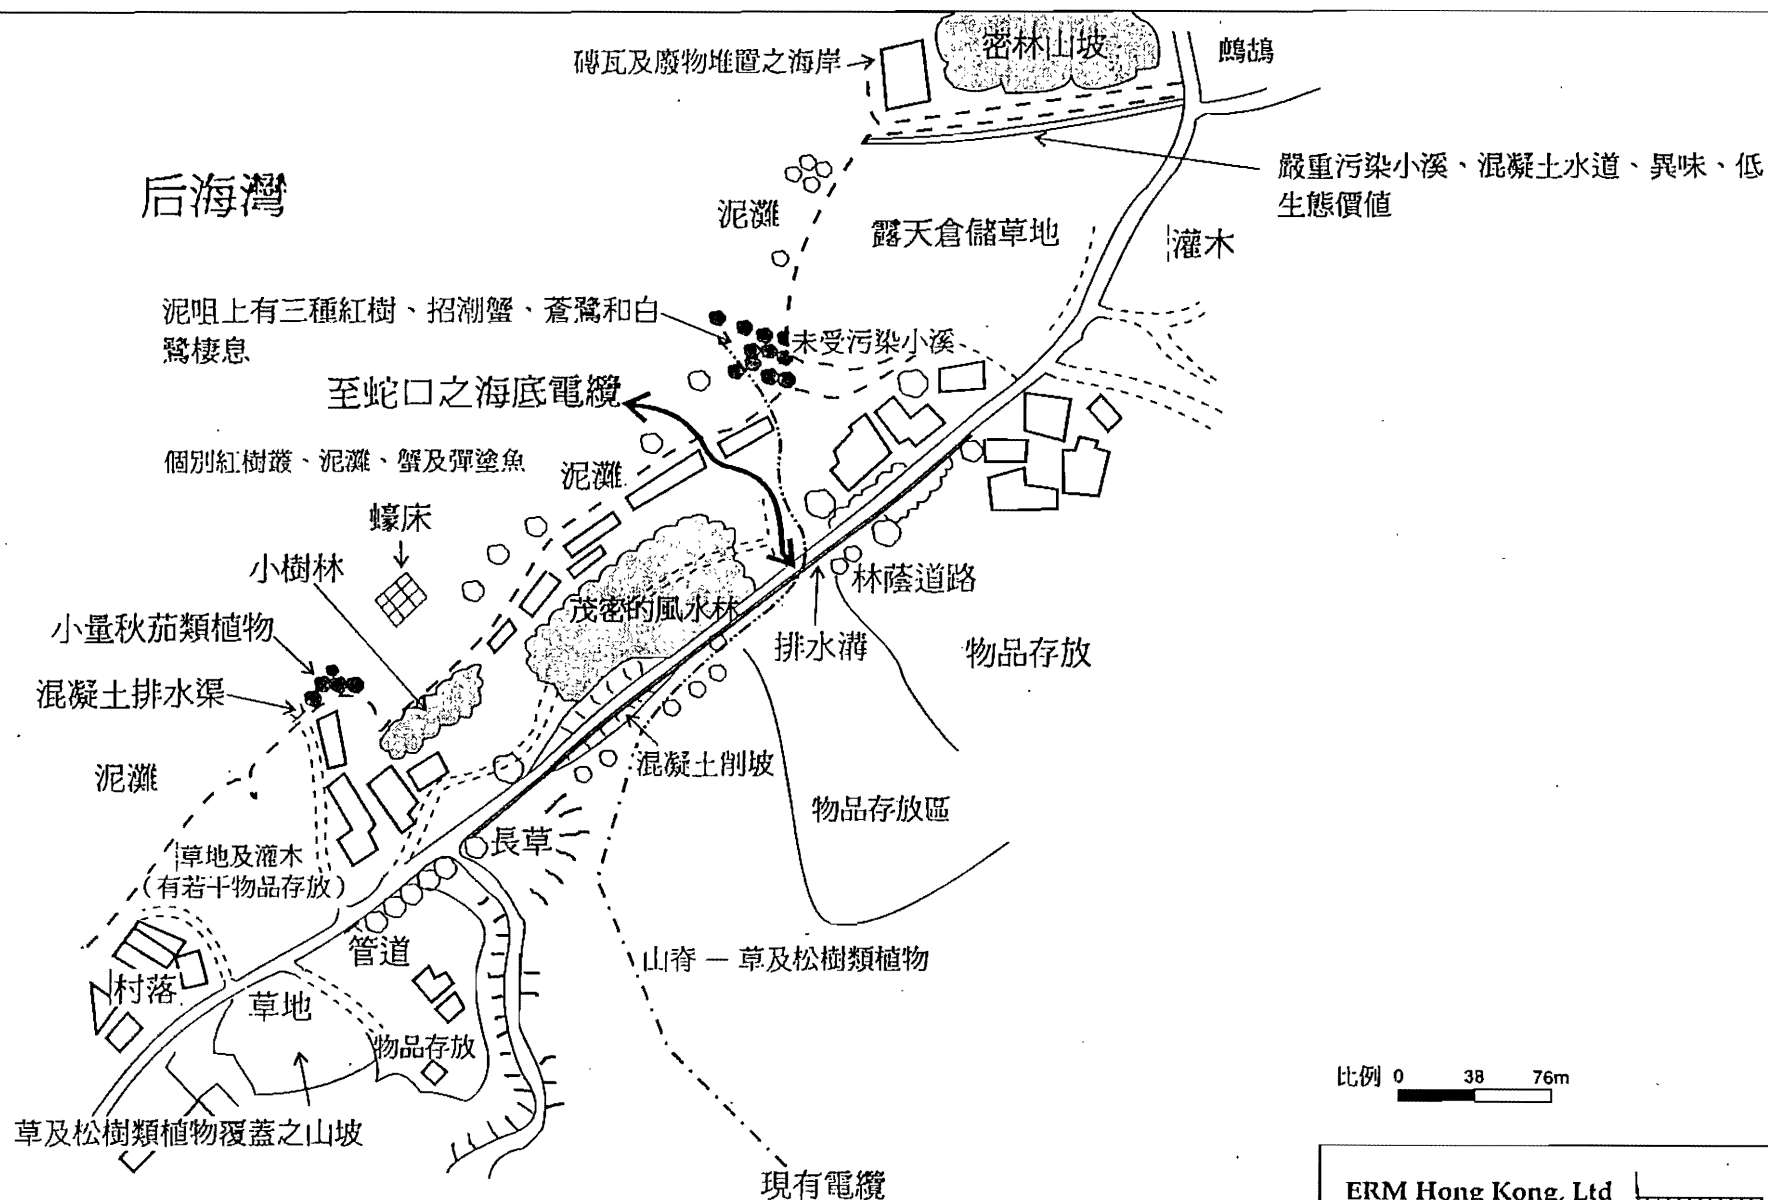 密林山坡
磚瓦及廢物堆置之海岸
鷓鴣
嚴重污染小溪、混凝土水道、異味、低
生態價值
后海灣
泥灘
露天倉儲草地
灌木
泥咀上有三種紅樹、招潮蟹、蒼鷺和白
鷺棲息
未受污染小溪
至蛇口之海底電纜
個別紅樹叢、泥灘、蟹及彈塗魚
泥灘
蠔床
小樹林
林蔭道路
茂密的風水林
小量秋茄類植物
排水溝
物品存放
混凝土排水渠
混凝土削坡
泥灘
物品存放區
長草
草地及灌木
(有若干物品存放)
管道
山脊 — 草及松樹類植物
村落
草地
物品存放
比例 0 38 76m
草及松樹類植物覆蓋之山坡
現有電纜
ERM Hong Kong, Ltd